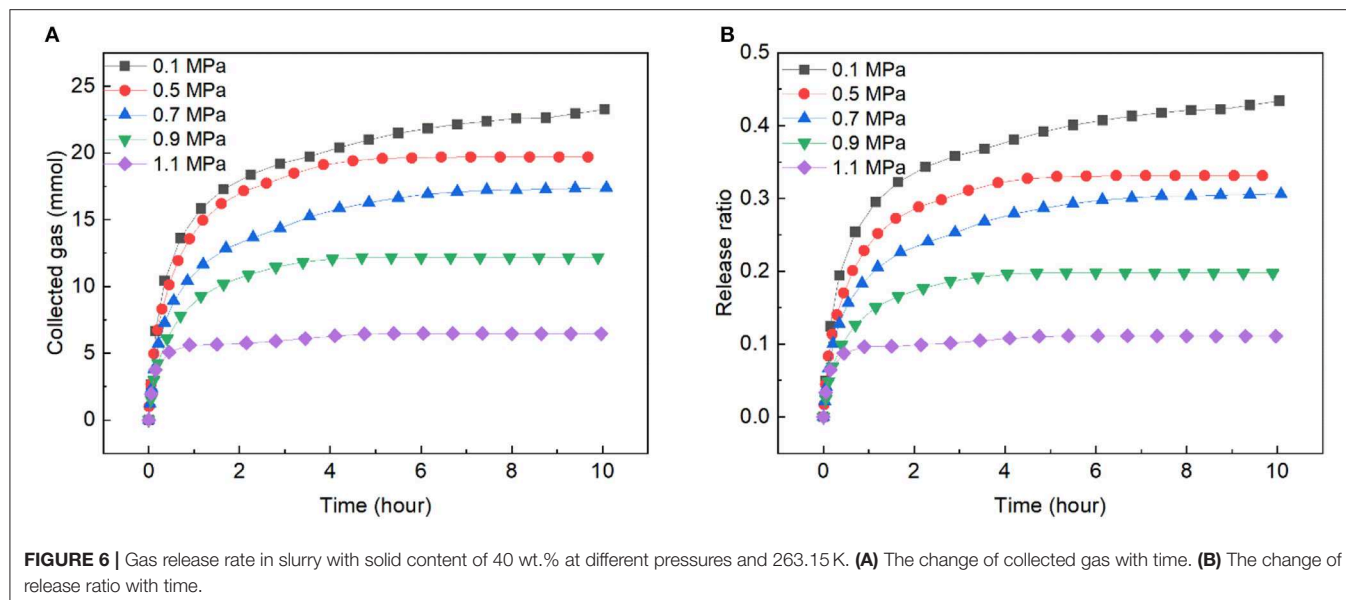 A
25
20
15
10
5
0
Collected gas (mmol)
0.1 MPa
0.5 MPa
0.7 MPa
0.9 MPa
1.1 MPa
0 2 4 6 8 10
Time (hour)
B
0.5
0.4
0.3
0.2
0.1
0.0
Release ratio
0.1 MPa
0.5 MPa
0.7 MPa
0.9 MPa
1.1 MPa
0 2 4 6 8 10
Time (hour)
FIGURE 6 | Gas release rate in slurry with solid content of 40 wt.% at different pressures and 263.15 K. (A) The change of collected gas with time. (B) The change of
release ratio with time.